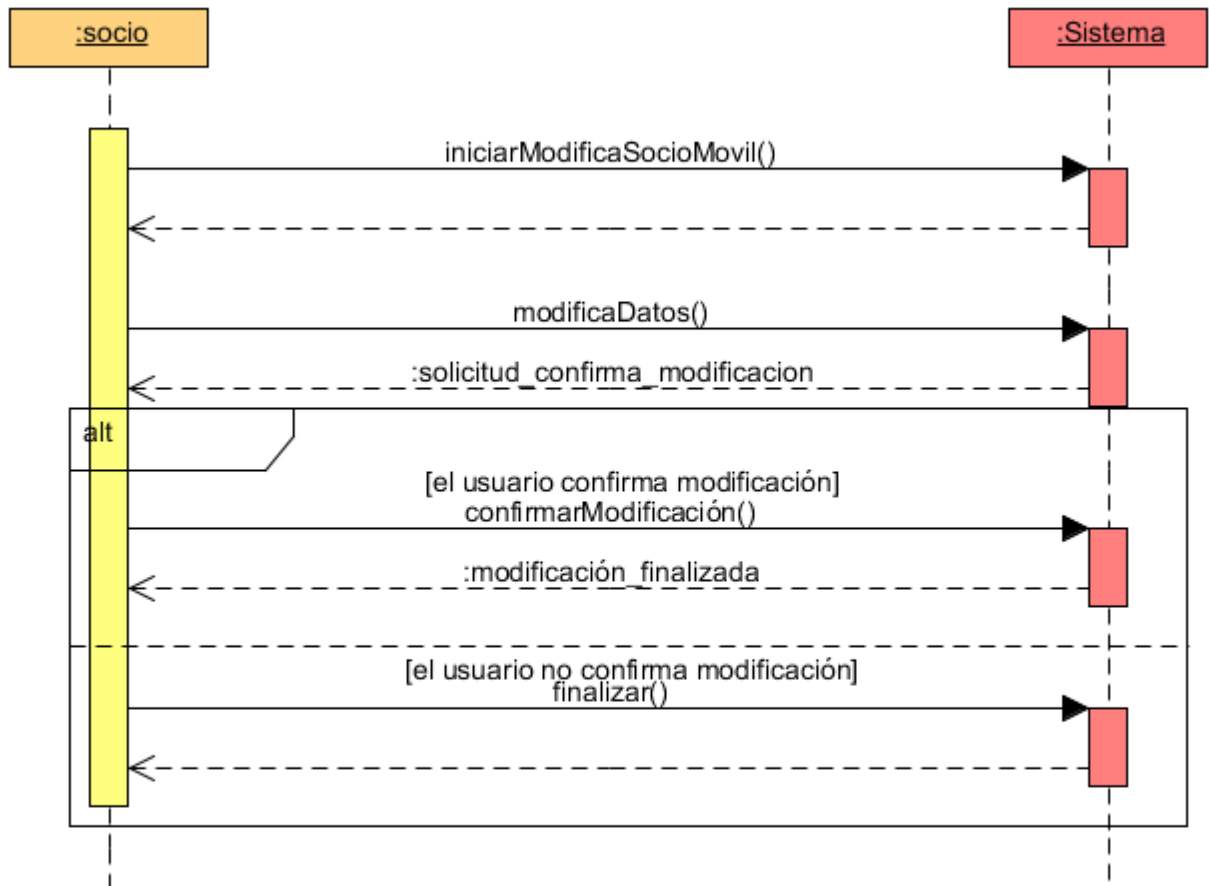 :socio
:Sistema
iniciarModificaSocioMovil()
modificaDatos()
:solicitud_confirma_modificacion
alt
[el usuario confirma modificación]
confirmarModificación()
:modificación_finalizada
[el usuario no confirma modificación]
finalizar()